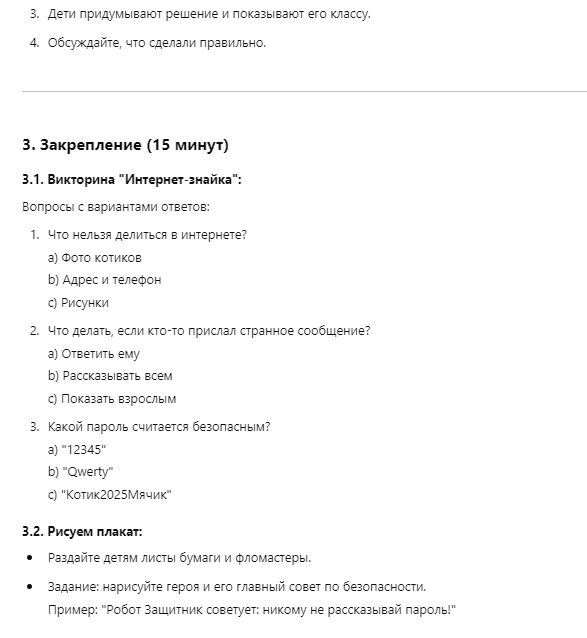 3. Дети придумывают решение и показывают его классу.
4. Обсуждайте, что сделали правильно.
3. Закрепление (15 минут)
3.1. Викторина "Интернет-знайка":
Вопросы с вариантами ответов:
1. Что нельзя делиться в интернете?
a) Фото котиков
b) Адрес и телефон
c) Рисунки
2. Что делать, если кто-то прислал странное сообщение?
a) Ответить ему
b) Рассказывать всем
c) Показать взрослым
3. Какой пароль считается безопасным?
a) "12345"
b) "Qwerty"
c) "Котик2025Мячик"
3.2. Рисуем плакат:
• Раздайте детям листы бумаги и фломастеры.
• Задание: нарисуйте героя и его главный совет по безопасности.
Пример: "Робот Защитник советует: никому не рассказывай пароль!"